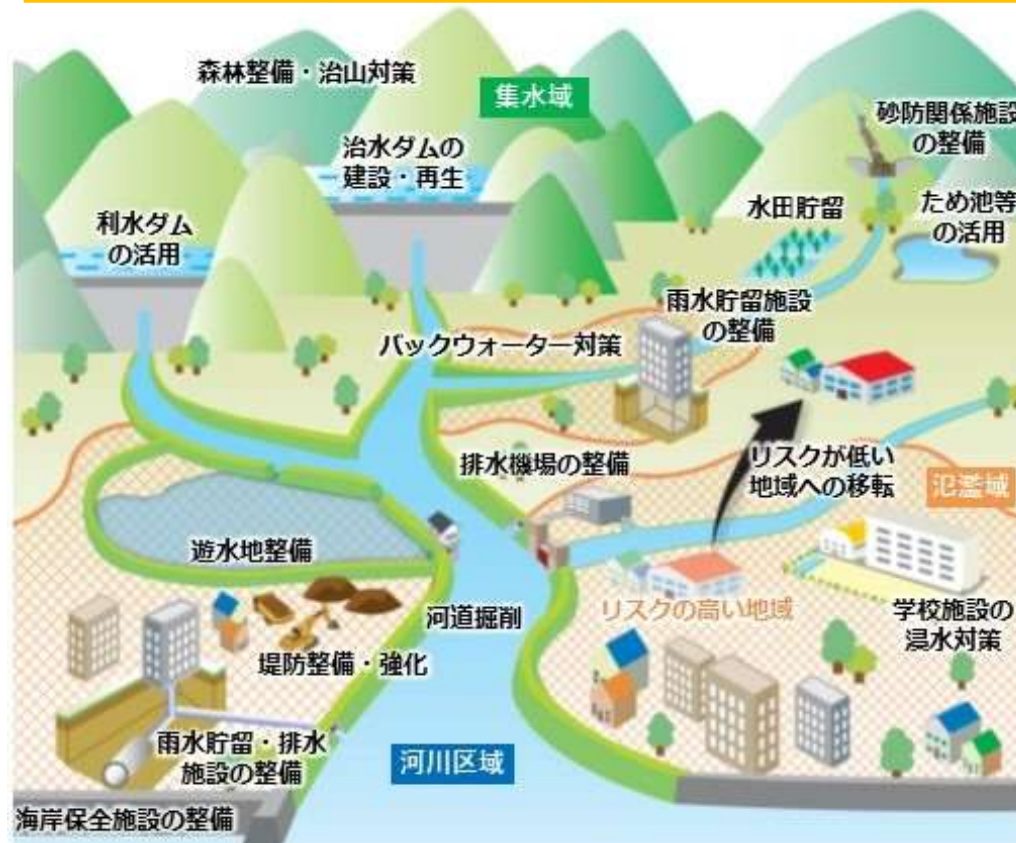 森林整備・治山対策
集水域
砂防関係施設
の整備
治水ダムの
建設・再生
利水ダム
の活用
水田貯留
ため池等
の活用
雨水貯留施設
の整備
バックウォーター対策
排水機場の整備
リスクが低い
地域への移転
氾濫域
遊水地整備
リスクの高い地域
学校施設の
浸水対策
河道掘削
堤防整備・強化
雨水貯留・排水
施設の整備
河川区域
海岸保全施設の整備